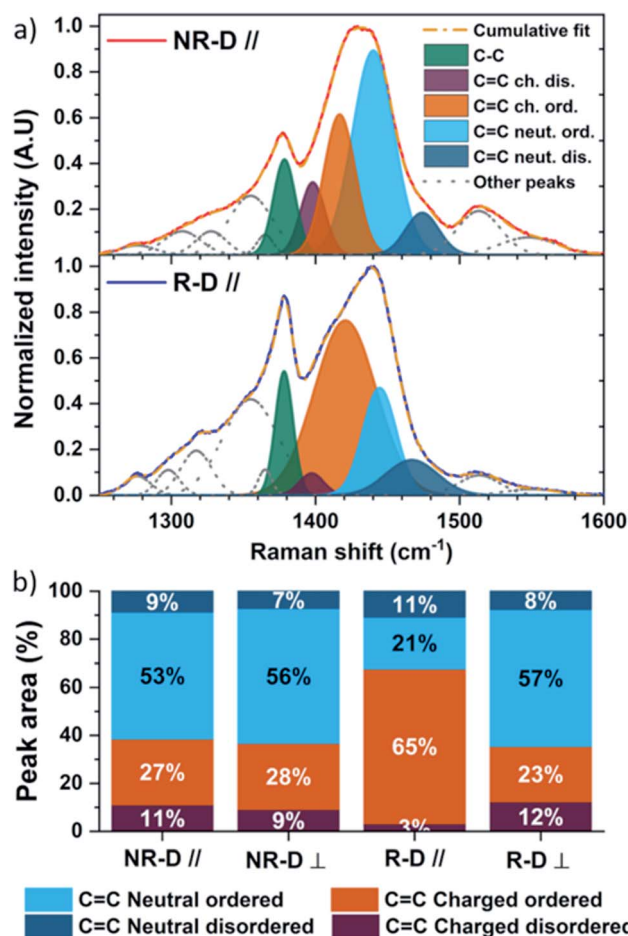 a)
NR-D //
Cumulative fit
C-C
C=C ch. dis.
C=C ch. ord.
C=C neut. ord.
C=C neut. dis.
Other peaks
1.0
0.8
0.6
0.4
0.2
Normalized intensity (A.U)
1.0
R-D //
0.8
0.6
0.4
0.2
0.0
1300 1400 1500 1600
Raman shift (cm⁻¹)
b)
Peak area (%)
100
80
60
40
20
0
9% 7% 11% 8%
53% 56% 21% 57%
27% 28% 65% 23%
11% 9% 3% 12%
NR-D // NR-D ⊥ R-D // R-D ⊥
C=C Neutral ordered C=C Charged ordered
C=C Neutral disordered C=C Charged disordered